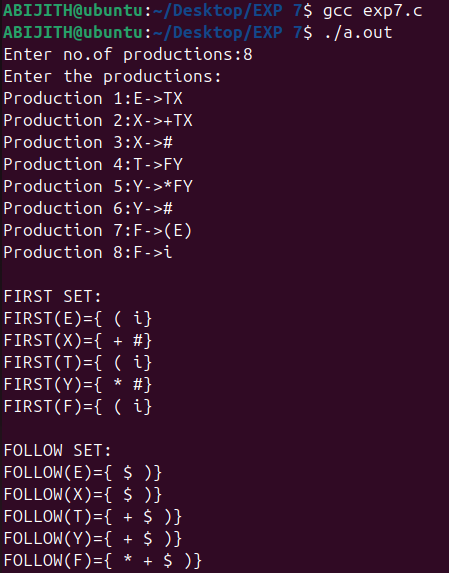 ABIJITH@ubuntu:~/Desktop/EXP 7$ gcc exp7.c
ABIJITH@ubuntu:~/Desktop/EXP 7$ ./a.out
Enter no.of productions:8
Enter the productions:
Production 1:E->TX
Production 2:X->+TX
Production 3:X->#
Production 4:T->FY
Production 5:Y->*FY
Production 6:Y->#
Production 7:F->(E)
Production 8:F->i
FIRST SET:
FIRST(E)={ ( i}
FIRST(X)={ + #}
FIRST(T)={ ( i}
FIRST(Y)={ * #}
FIRST(F)={ ( i}
FOLLOW SET:
FOLLOW(E)={ $ )}
FOLLOW(X)={ $ )}
FOLLOW(T)={ + $ )}
FOLLOW(Y)={ + $ )}
FOLLOW(F)={ * + $ )}